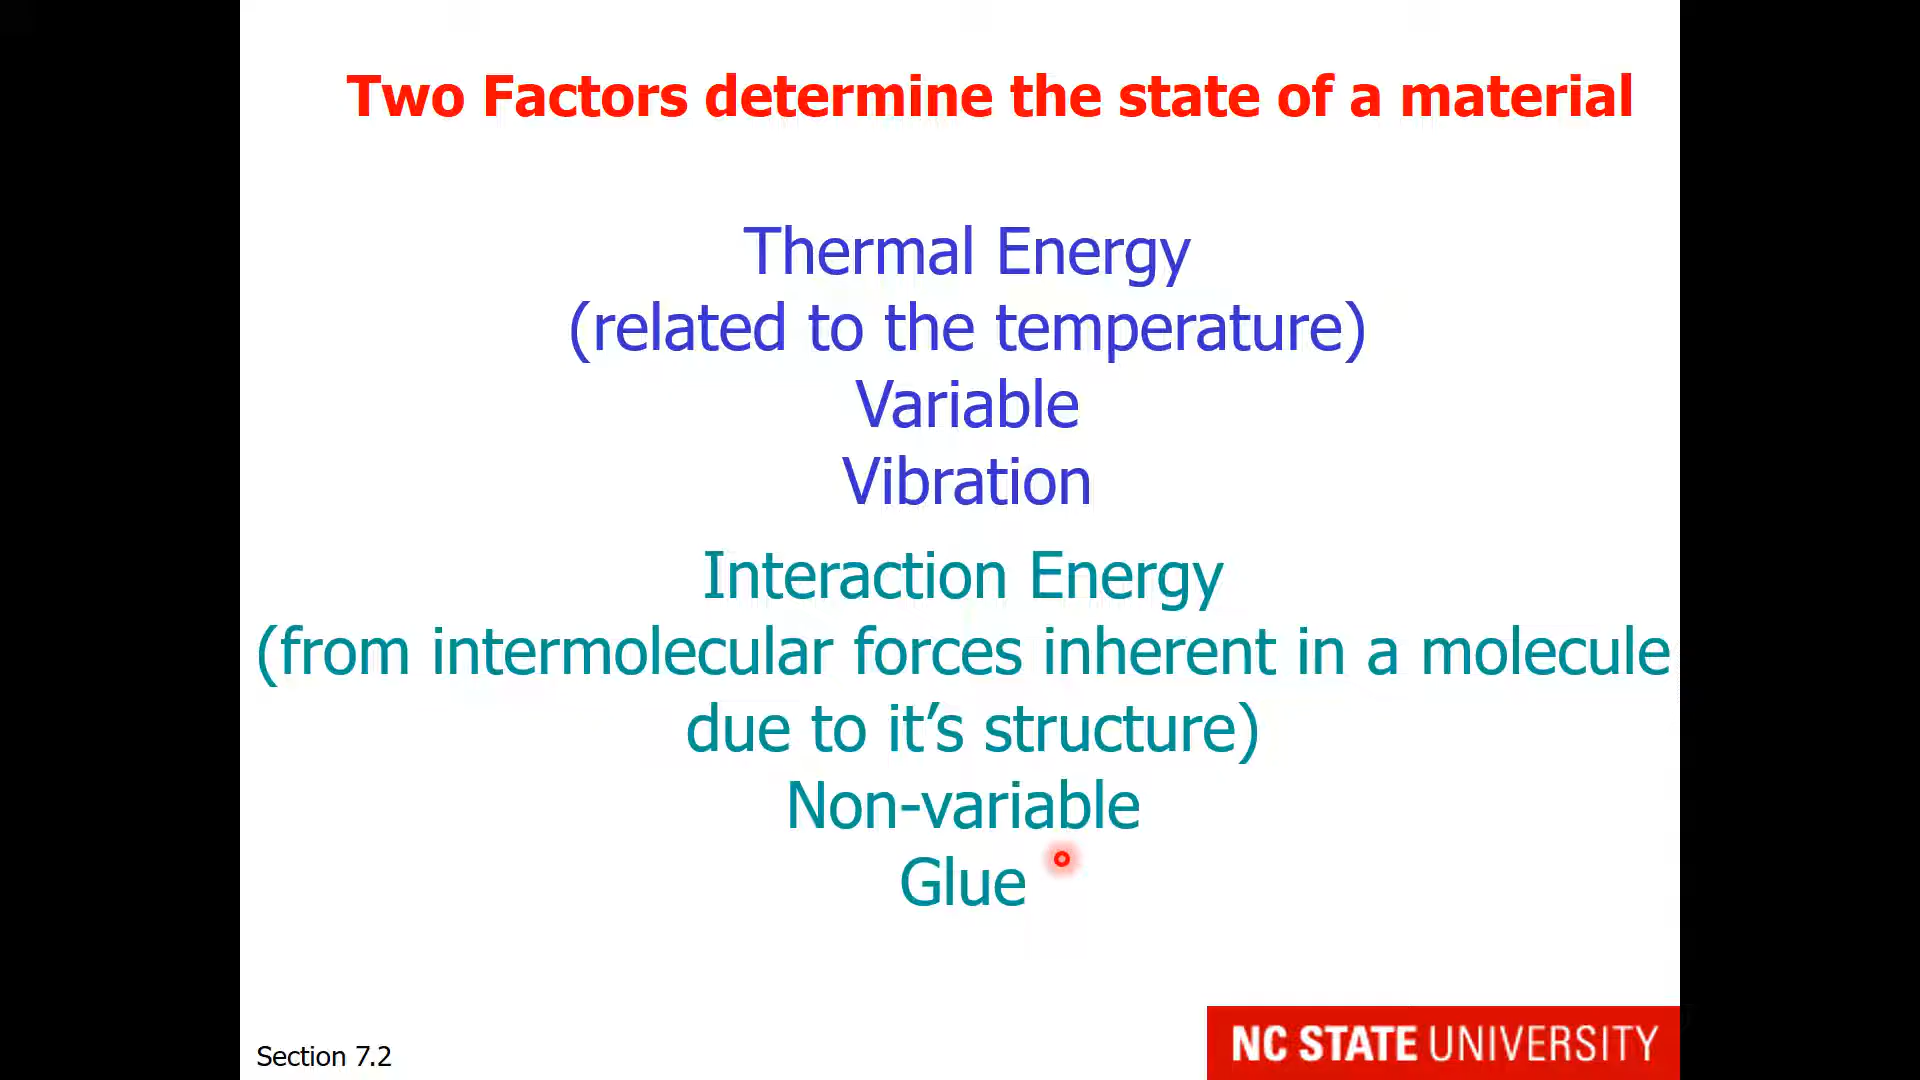 Two Factors determine the state of a material
Thermal Energy
(related to the temperature)
Variable
Vibration
Interaction Energy
(from intermolecular forces inherent in a molecule
due to it’s structure)
Non-variable
Glue
Section 7.2
NC STATE UNIVERSITY